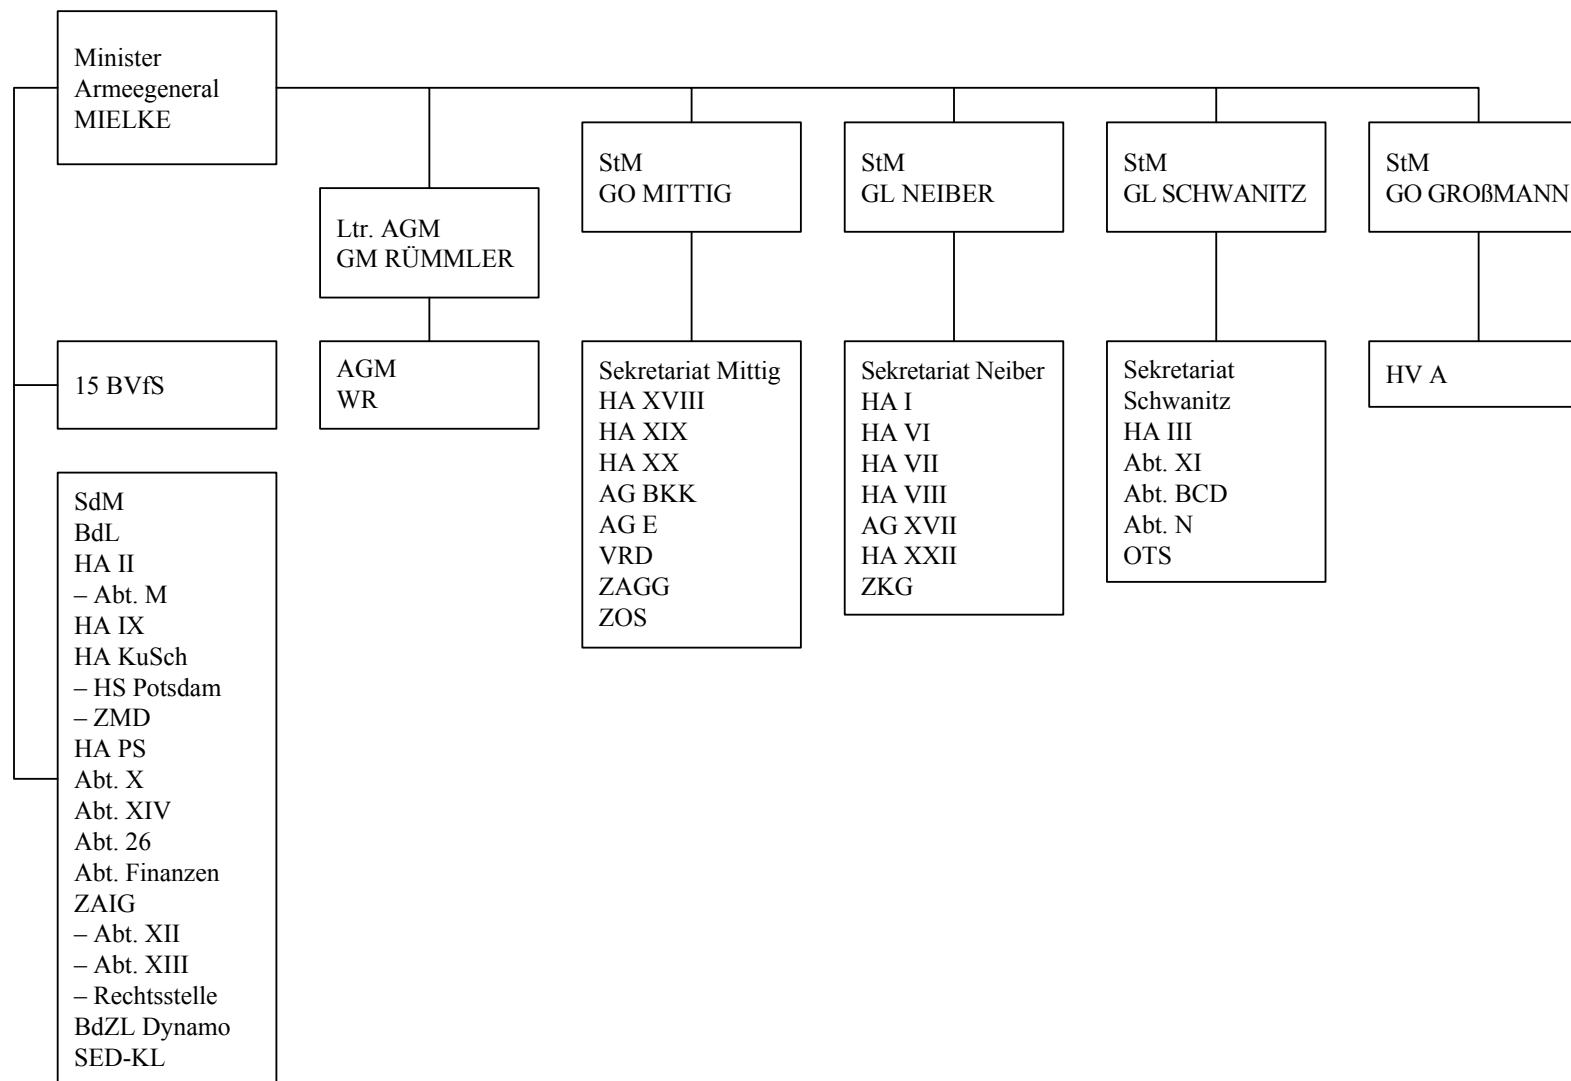 Minister
Armeegeneral
MIELKE
Ltr. AGM
GM RÜMMLER
StM
GO MITTIG
StM
GL NEIBER
StM
GL SCHWANITZ
StM
GO GROßMANN
15 BVfS
AGM
WR
Sekretariat Mittig
HA XVIII
HA XIX
HA XX
AG BKK
AG E
VRD
ZAGG
ZOS
Sekretariat Neiber
HA I
HA VI
HA VII
HA VIII
AG XVII
HA XXII
ZKG
Sekretariat
Schwanitz
HA III
Abt. XI
Abt. BCD
Abt. N
OTS
HV A
SdM
BdL
HA II
– Abt. M
HA IX
HA KuSch
– HS Potsdam
– ZMD
HA PS
Abt. X
Abt. XIV
Abt. 26
Abt. Finanzen
ZAIG
– Abt. XII
– Abt. XIII
– Rechtsstelle
BdZL Dynamo
SED-KL